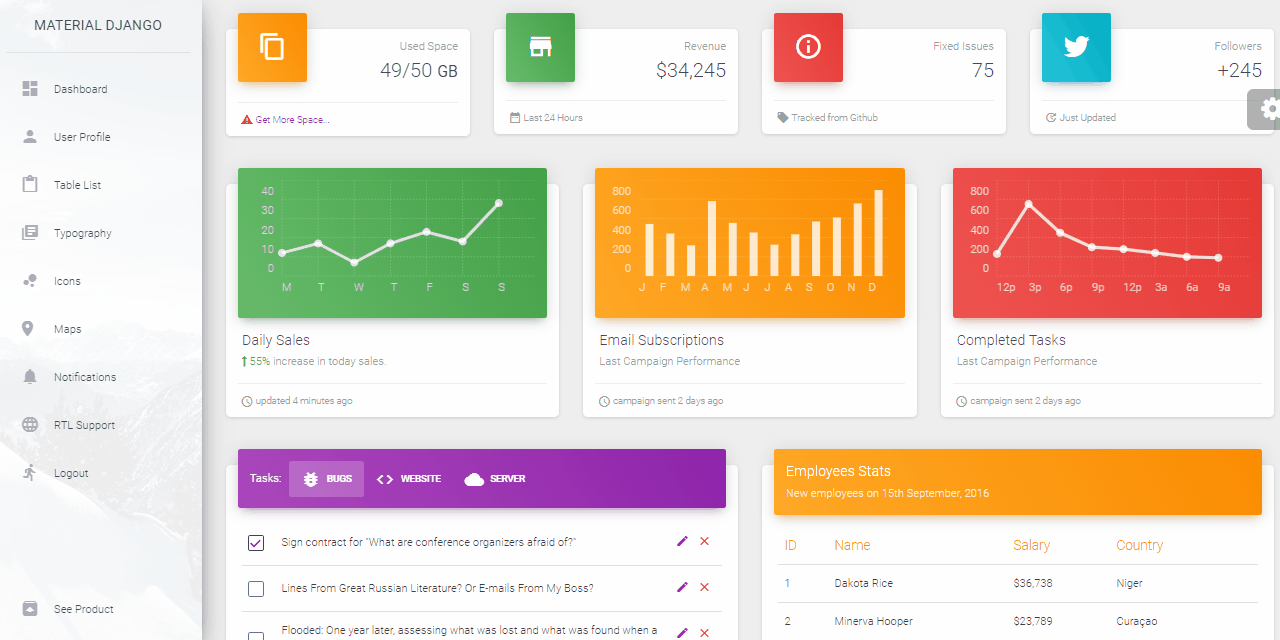 MATERIAL DJANGO
Dashboard
User Profile
Table List
Typography
Icons
Maps
Notifications
RTL Support
Logout
See Product
Used Space
49/50 GB
Get More Space...
Revenue
$34,245
Last 24 Hours
Fixed Issues
75
Tracked from Github
Followers
+245
Just Updated
40
30
20
10
0
M T W T F S S
Daily Sales
55% increase in today sales.
updated 4 minutes ago
800
600
400
200
0
J F M A M J J A S O N D
Email Subscriptions
Last Campaign Performance
campaign sent 2 days ago
800
600
400
200
0
12p 3p 6p 9p 12p 3a 6a 9a
Completed Tasks
Last Campaign Performance
campaign sent 2 days ago
Tasks: BUGS WEBSITE SERVER
Sign contract for "What are conference organizers afraid of?"
Lines From Great Russian Literature? Or E-mails From My Boss?
Flooded: One year later, assessing what was lost and what was found when a
Employees Stats
New employees on 15th September, 2016
ID Name Salary Country
1 Dakota Rice $36,738 Niger
2 Minerva Hooper $23,789 Curaçao